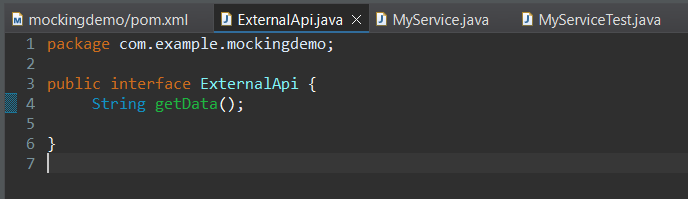 mockingdemo/pom.xml ExternalApi.java MyService.java MyServiceTest.java
1 package com.example.mockingdemo;
2
3 public interface ExternalApi {
4 String getData();
5
6 }
7